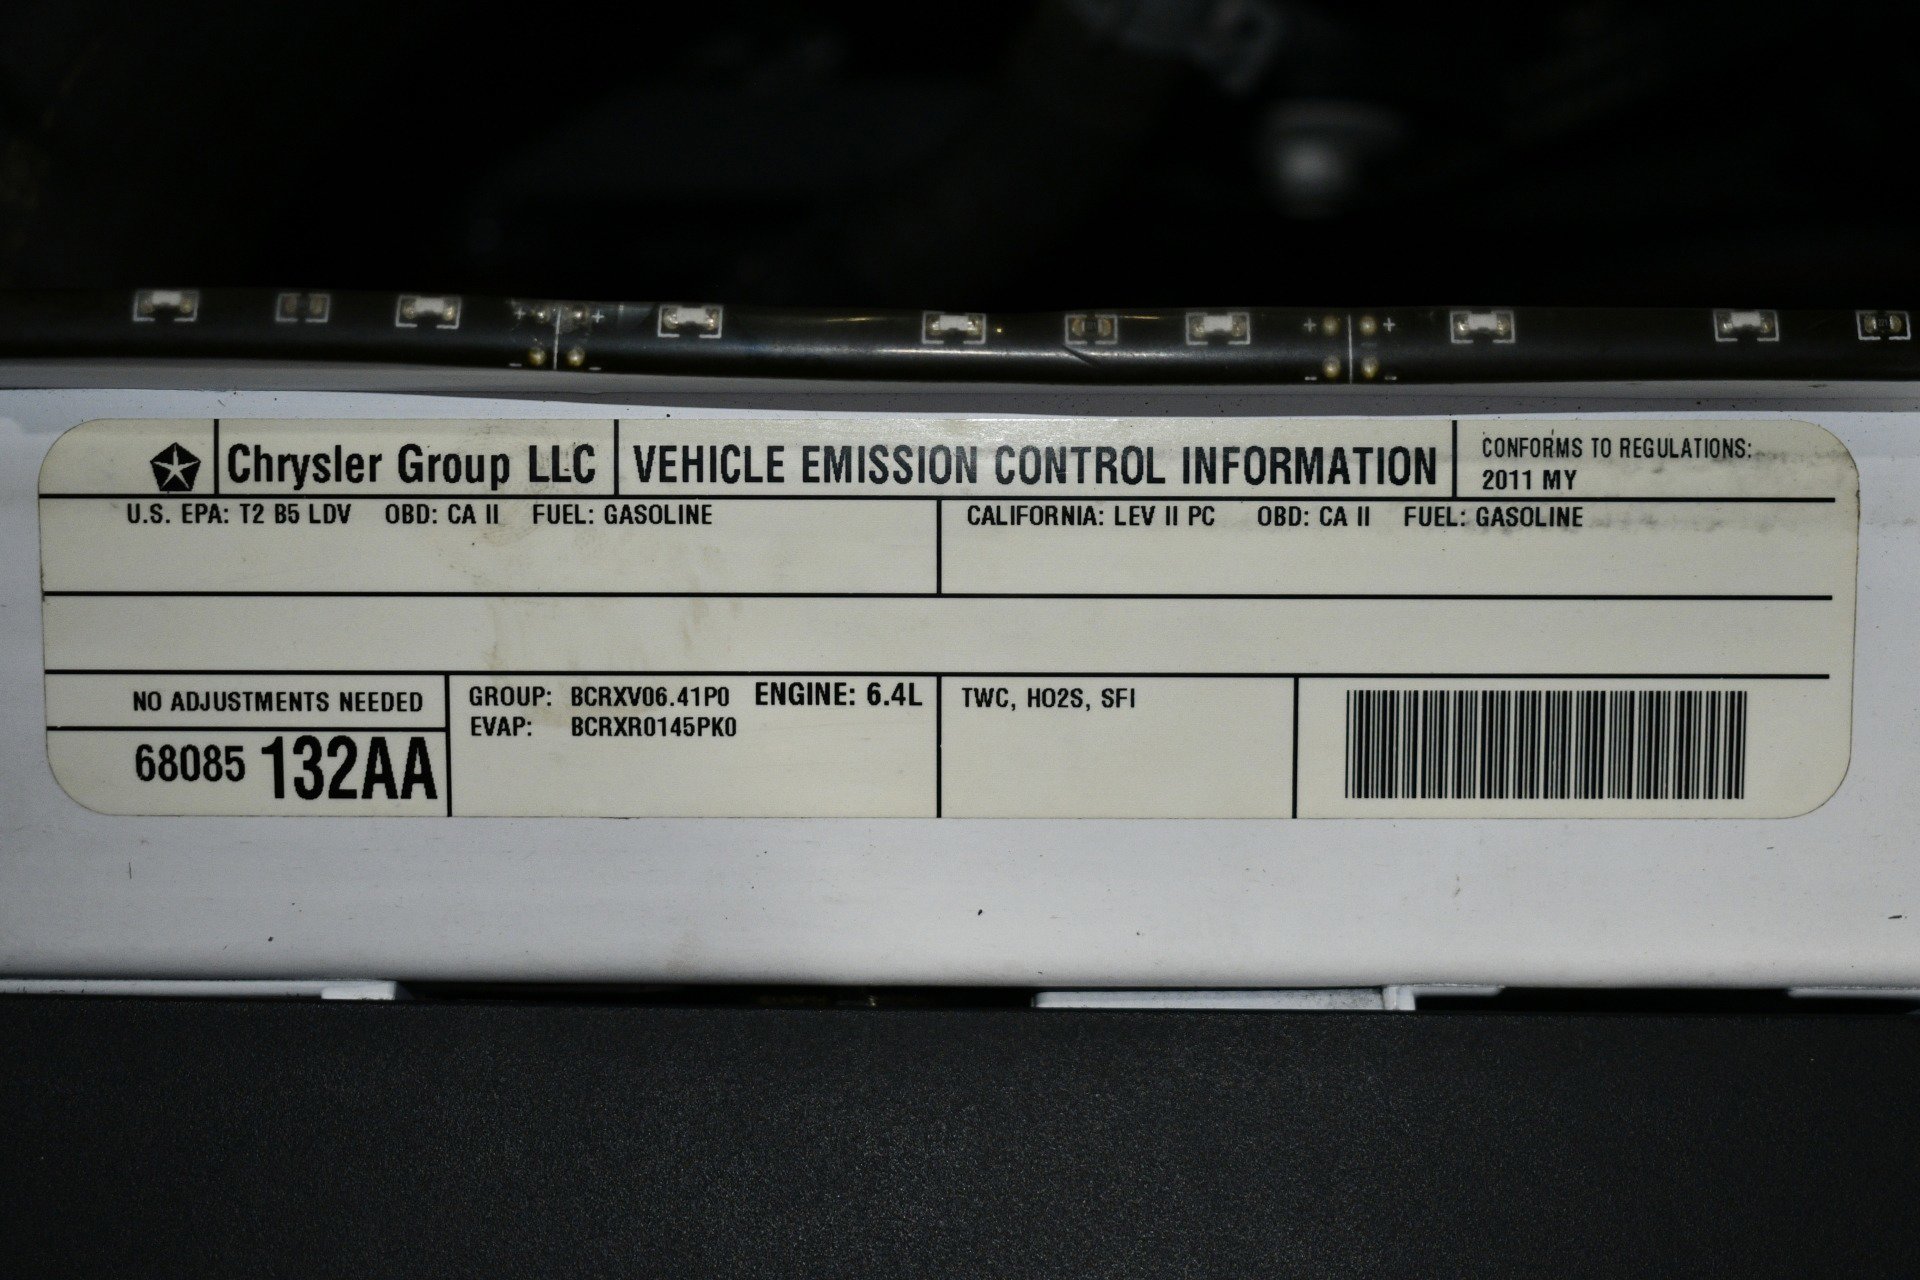 Chrysler Group LLC VEHICLE EMISSION CONTROL INFORMATION CONFORMS TO REGULATIONS:
2011 MY
U.S. EPA: T2 B5 LDV OBD: CA II FUEL: GASOLINE
CALIFORNIA: LEV II PC OBD: CA II FUEL: GASOLINE
NO ADJUSTMENTS NEEDED
68085 132AA
GROUP: BCRXV06.41P0 ENGINE: 6.4L
EVAP: BCRXR0145PK0
TWC, HO2S, SFI